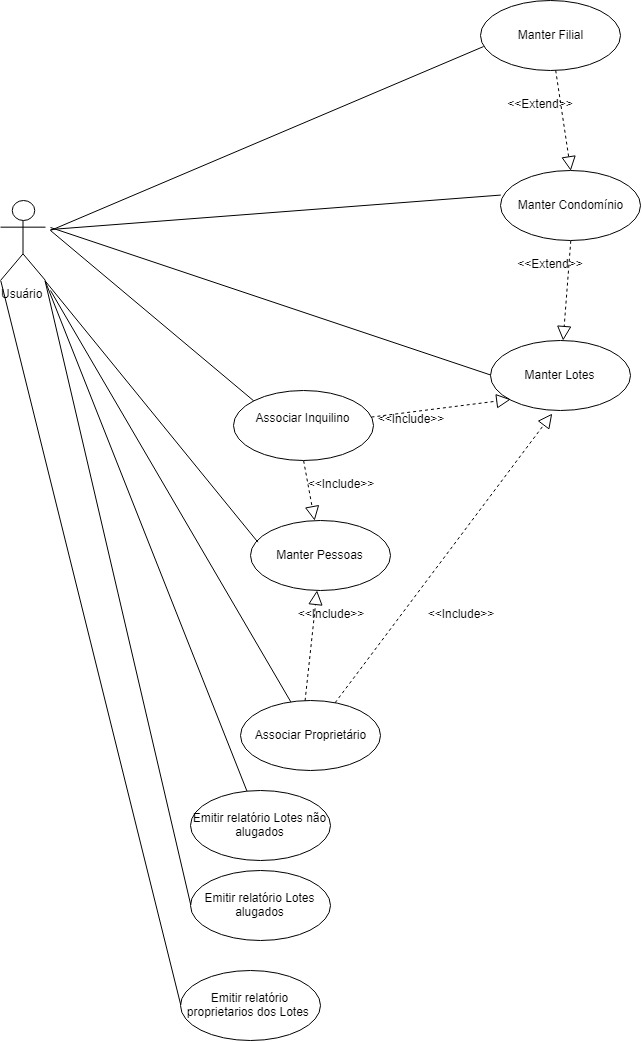 Manter Filial
<<Extend>>
Manter Condomínio
<<Extend>>
Usuário
Manter Lotes
Associar Inquilino
<<Include>>
<<Include>>
Manter Pessoas
<<Include>>
<<Include>>
Associar Proprietário
Emitir relatório Lotes não
alugados
Emitir relatório Lotes
alugados
Emitir relatório
proprietarios dos Lotes